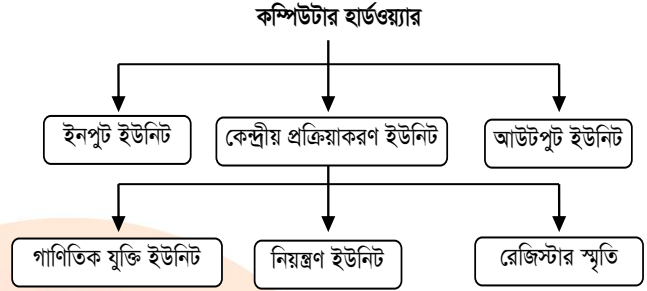 কম্পিউটার হার্ডওয়্যার
ইনপুট ইউনিট
কেন্দ্রীয় প্রক্রিয়াকরণ ইউনিট
আউটপুট ইউনিট
গাণিতিক যুক্তি ইউনিট
নিয়ন্ত্রণ ইউনিট
রেজিস্টার স্মৃতি